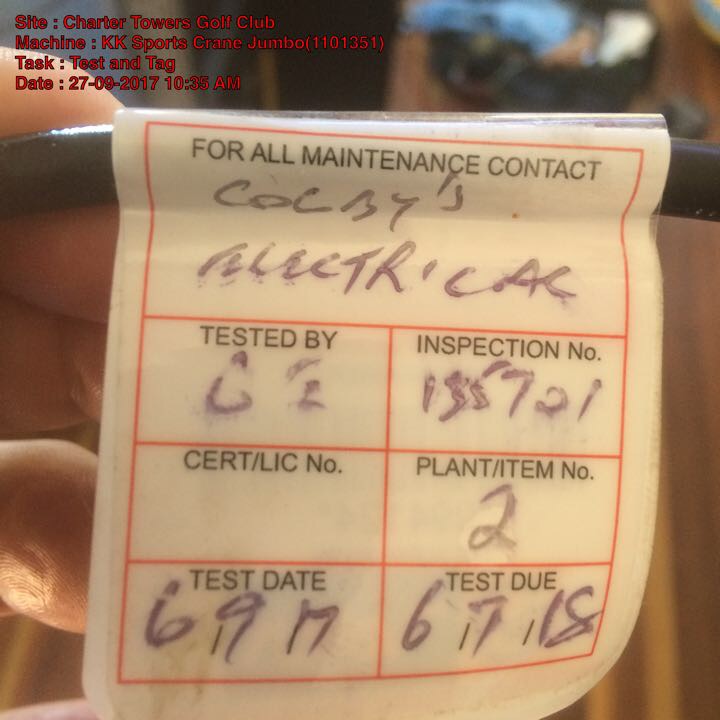 Site : Charter Towers Golf Club
Machine : KK Sports Crane Jumbo(1101351)
Task : Test and Tag
Date : 27-09-2017 10:35 AM
FOR ALL MAINTENANCE CONTACT
COLBY'S
ELECTRICAL
TESTED BY
INSPECTION No.
CERT/LIC No.
PLANT/ITEM No.
2
TEST DATE
TEST DUE
6/9/17
6/7/18